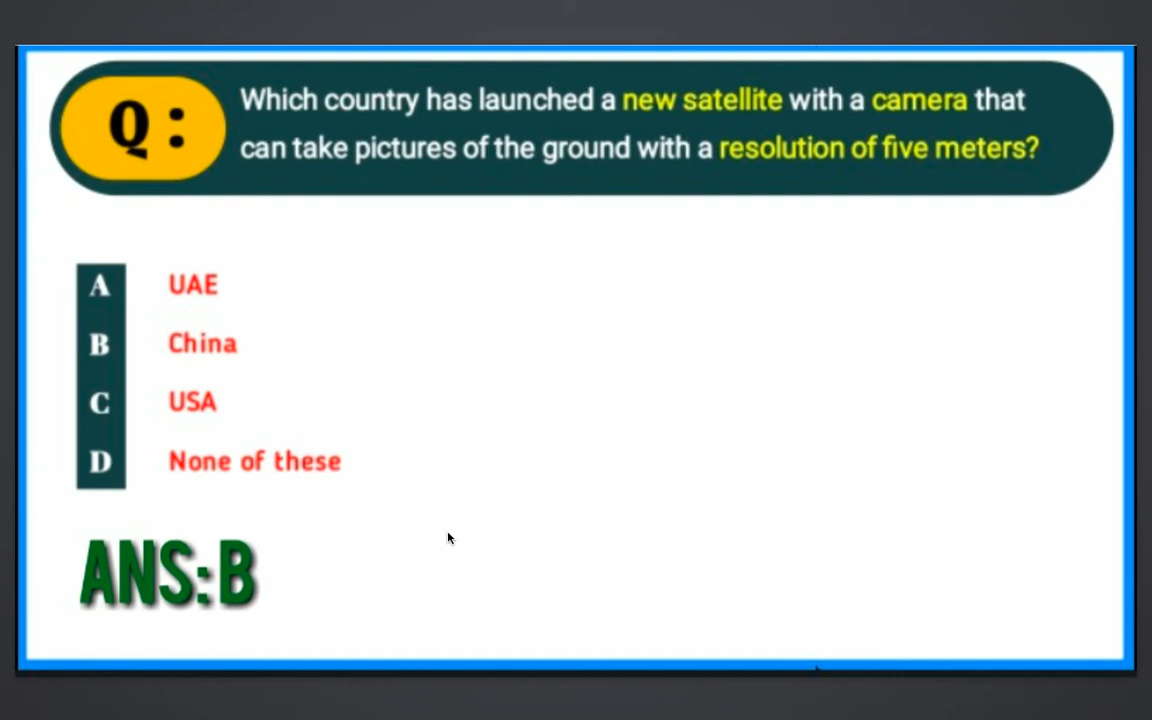 Q:
Which country has launched a new satellite with a camera that
can take pictures of the ground with a resolution of five meters?
A UAE
B China
C USA
D None of these
ANS:B